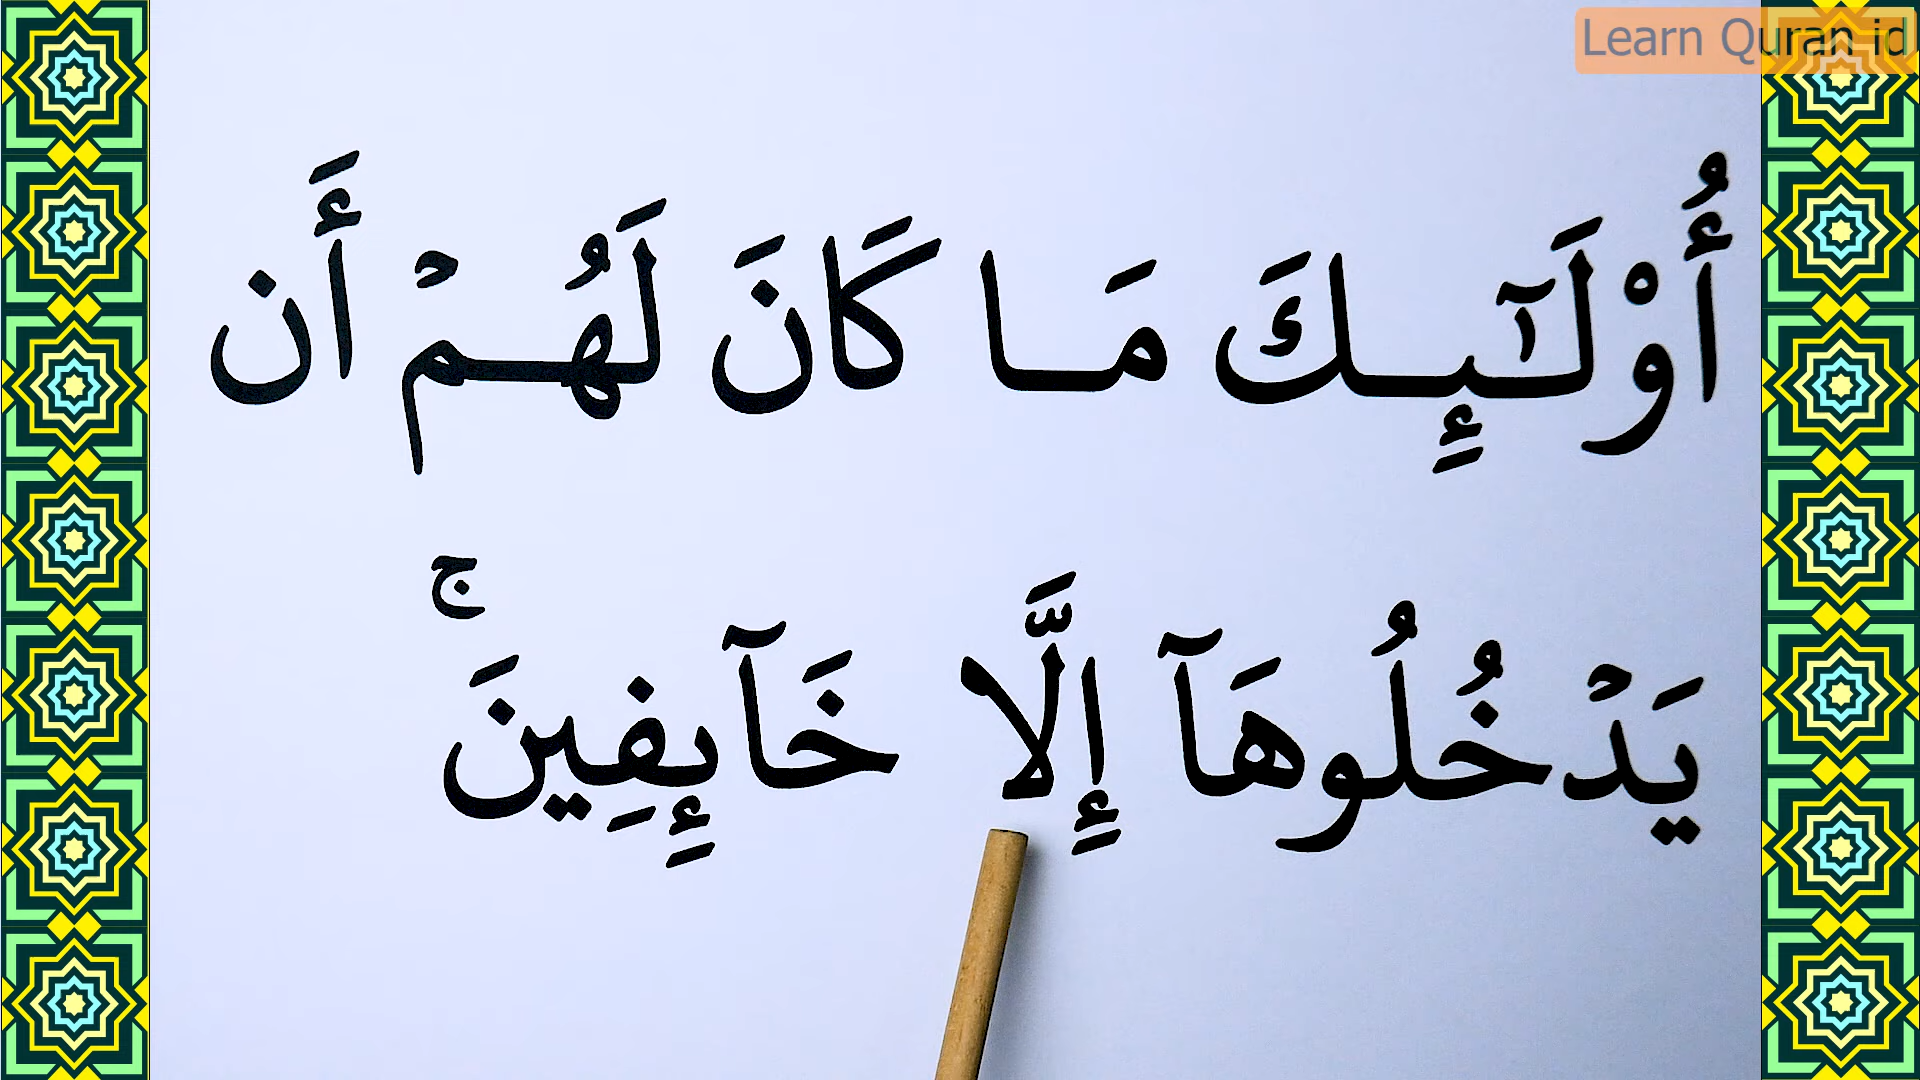 Learn Quran id
أُوْلَـٰٓئِكَ مَا كَانَ لَهُمۡ أَن
يَدۡخُلُوهَآ إِلَّا خَآئِفِينَۚ